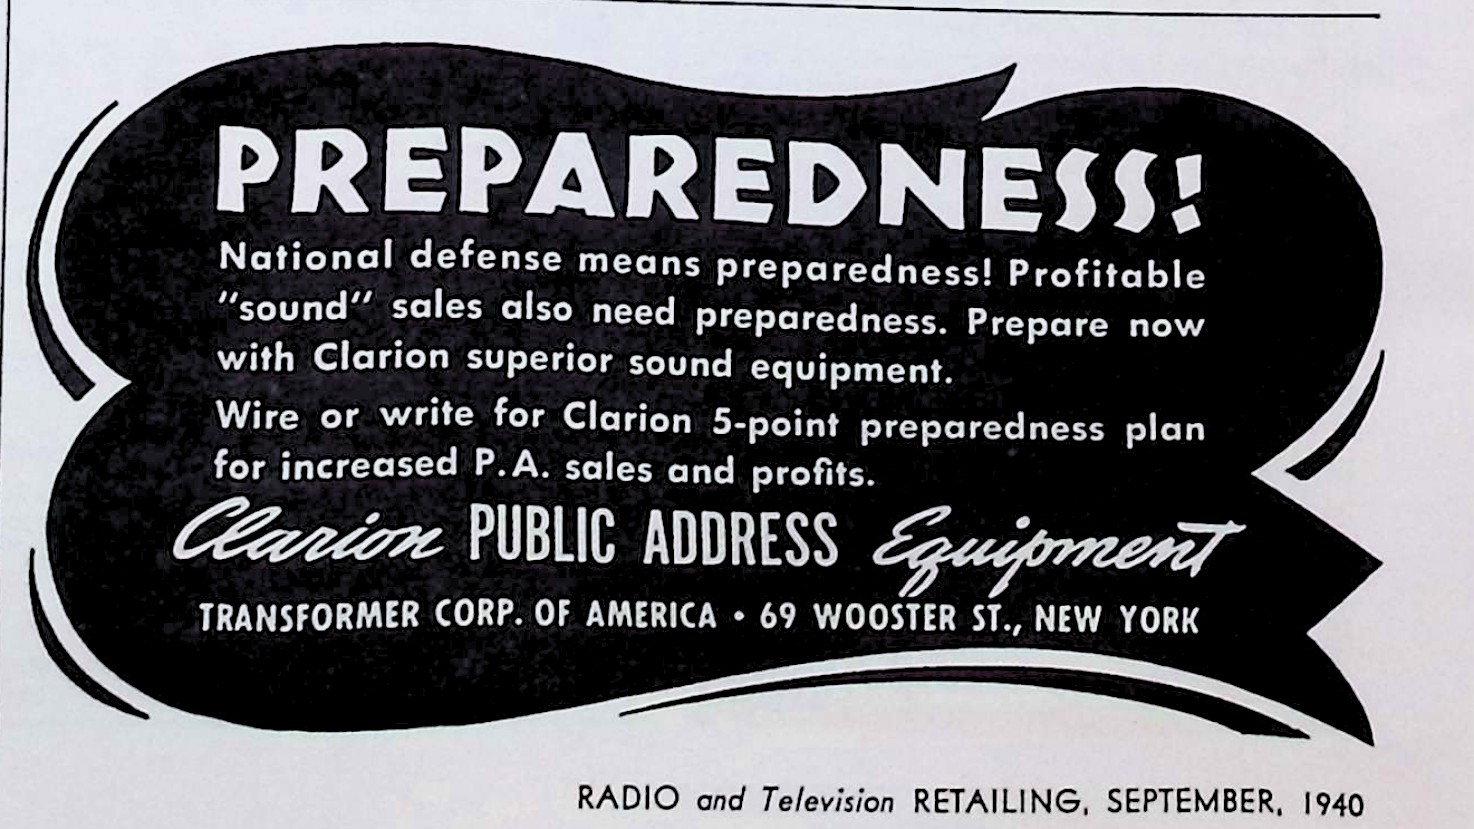 PREPAREDNESS!
National defense means preparedness! Profitable
"sound" sales also need preparedness. Prepare now
with Clarion superior sound equipment.
Wire or write for Clarion 5-point preparedness plan
for increased P.A. sales and profits.
Clarion PUBLIC ADDRESS Equipment
TRANSFORMER CORP. OF AMERICA • 69 WOOSTER ST., NEW YORK
RADIO and Television RETAILING, SEPTEMBER, 1940